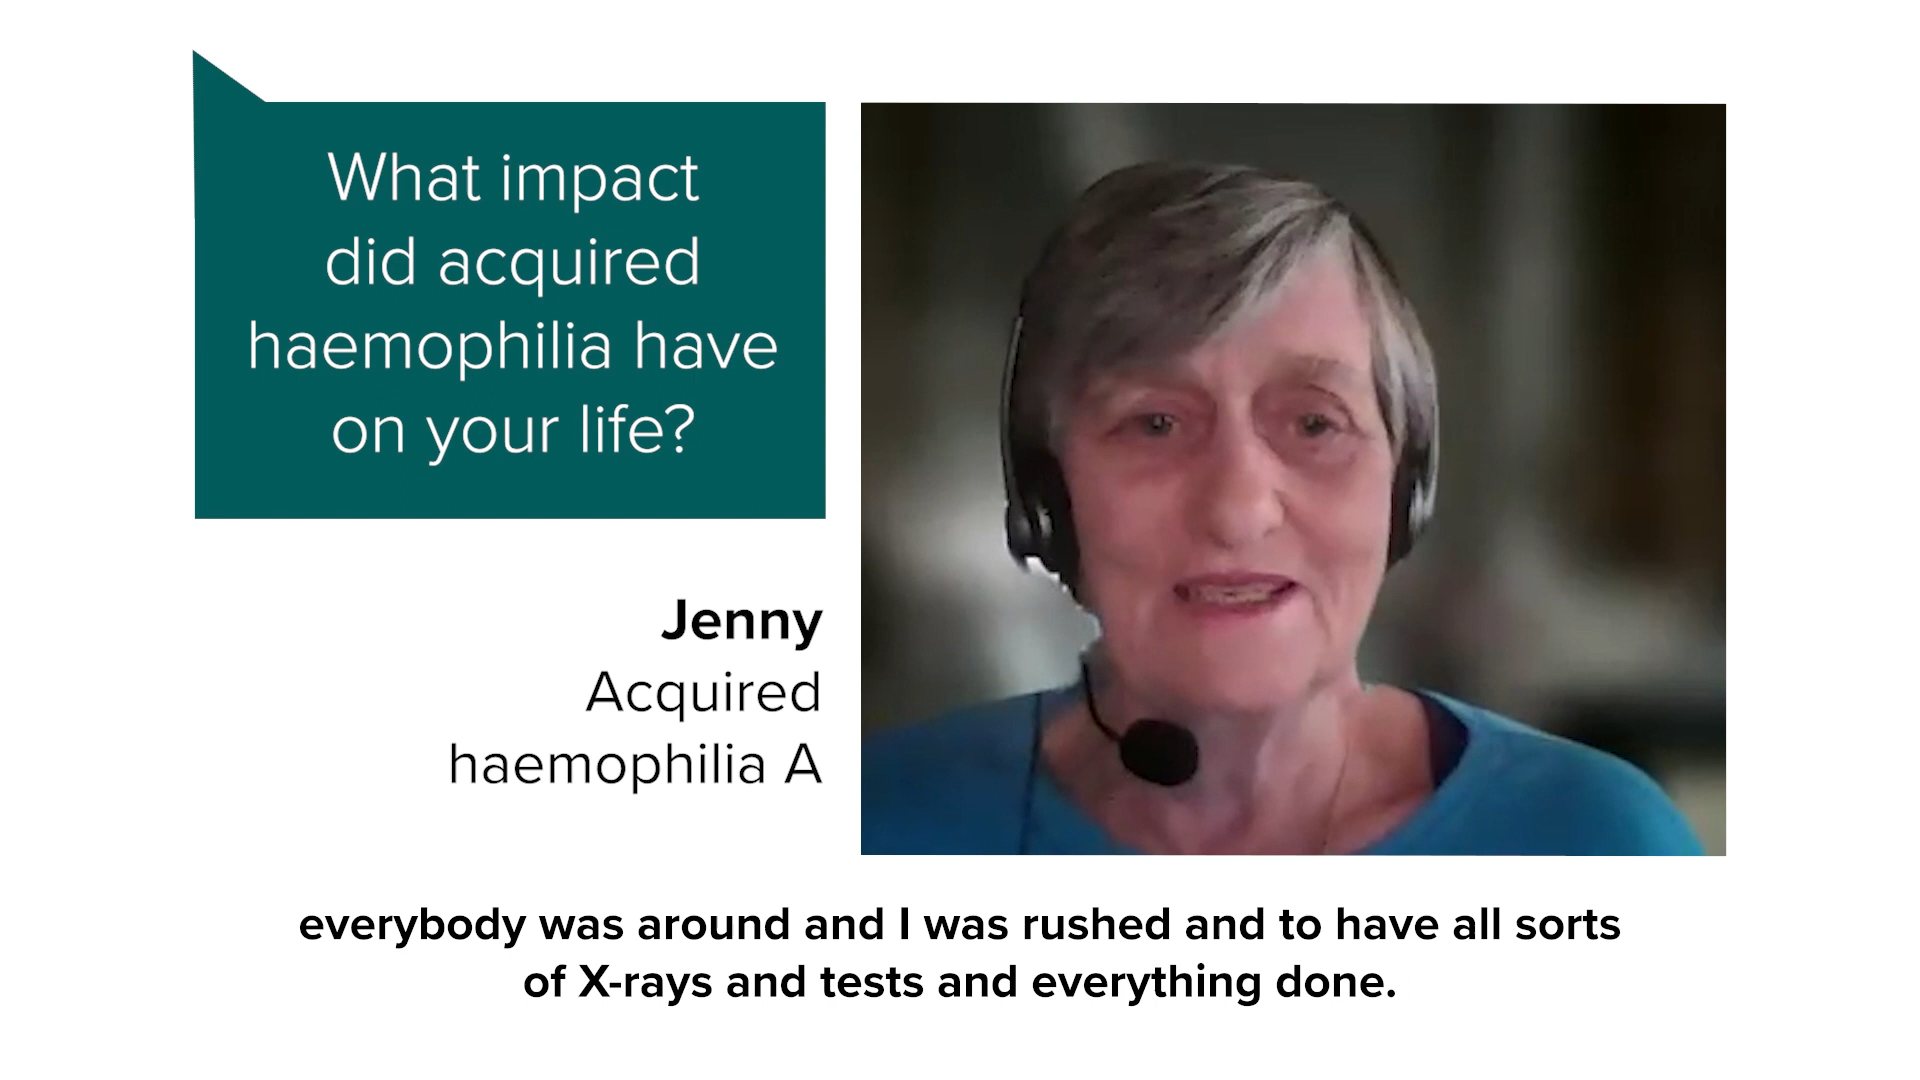 What impact
did acquired
haemophilia have
on your life?
Jenny
Acquired
haemophilia A
everybody was around and I was rushed and to have all sorts
of X-rays and tests and everything done.